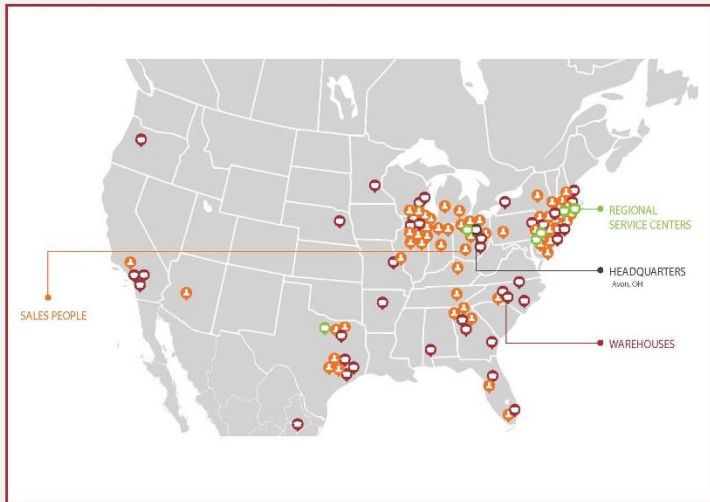 REGIONAL
SERVICE CENTERS
HEADQUARTERS
Avon, OH
SALES PEOPLE
WAREHOUSES